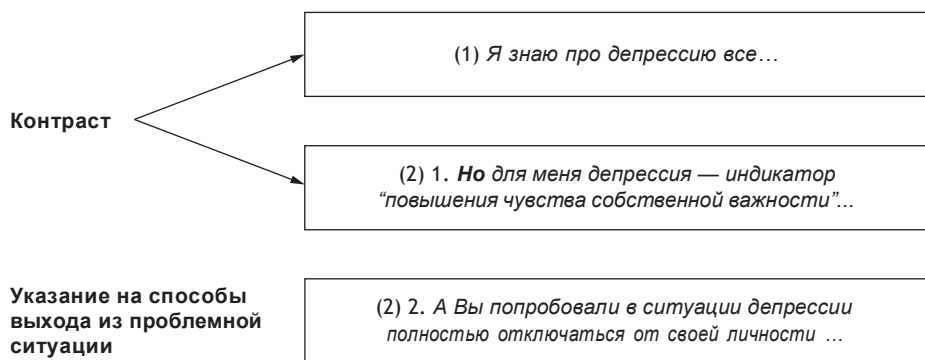 (1) Я знаю про депрессию все…
Контраст
(2) 1. Но для меня депрессия — индикатор
“повышения чувства собственной важности”...
Указание на способы
выхода из проблемной
ситуации
(2) 2. А Вы попробовали в ситуации депрессии
полностью отключаться от своей личности ...